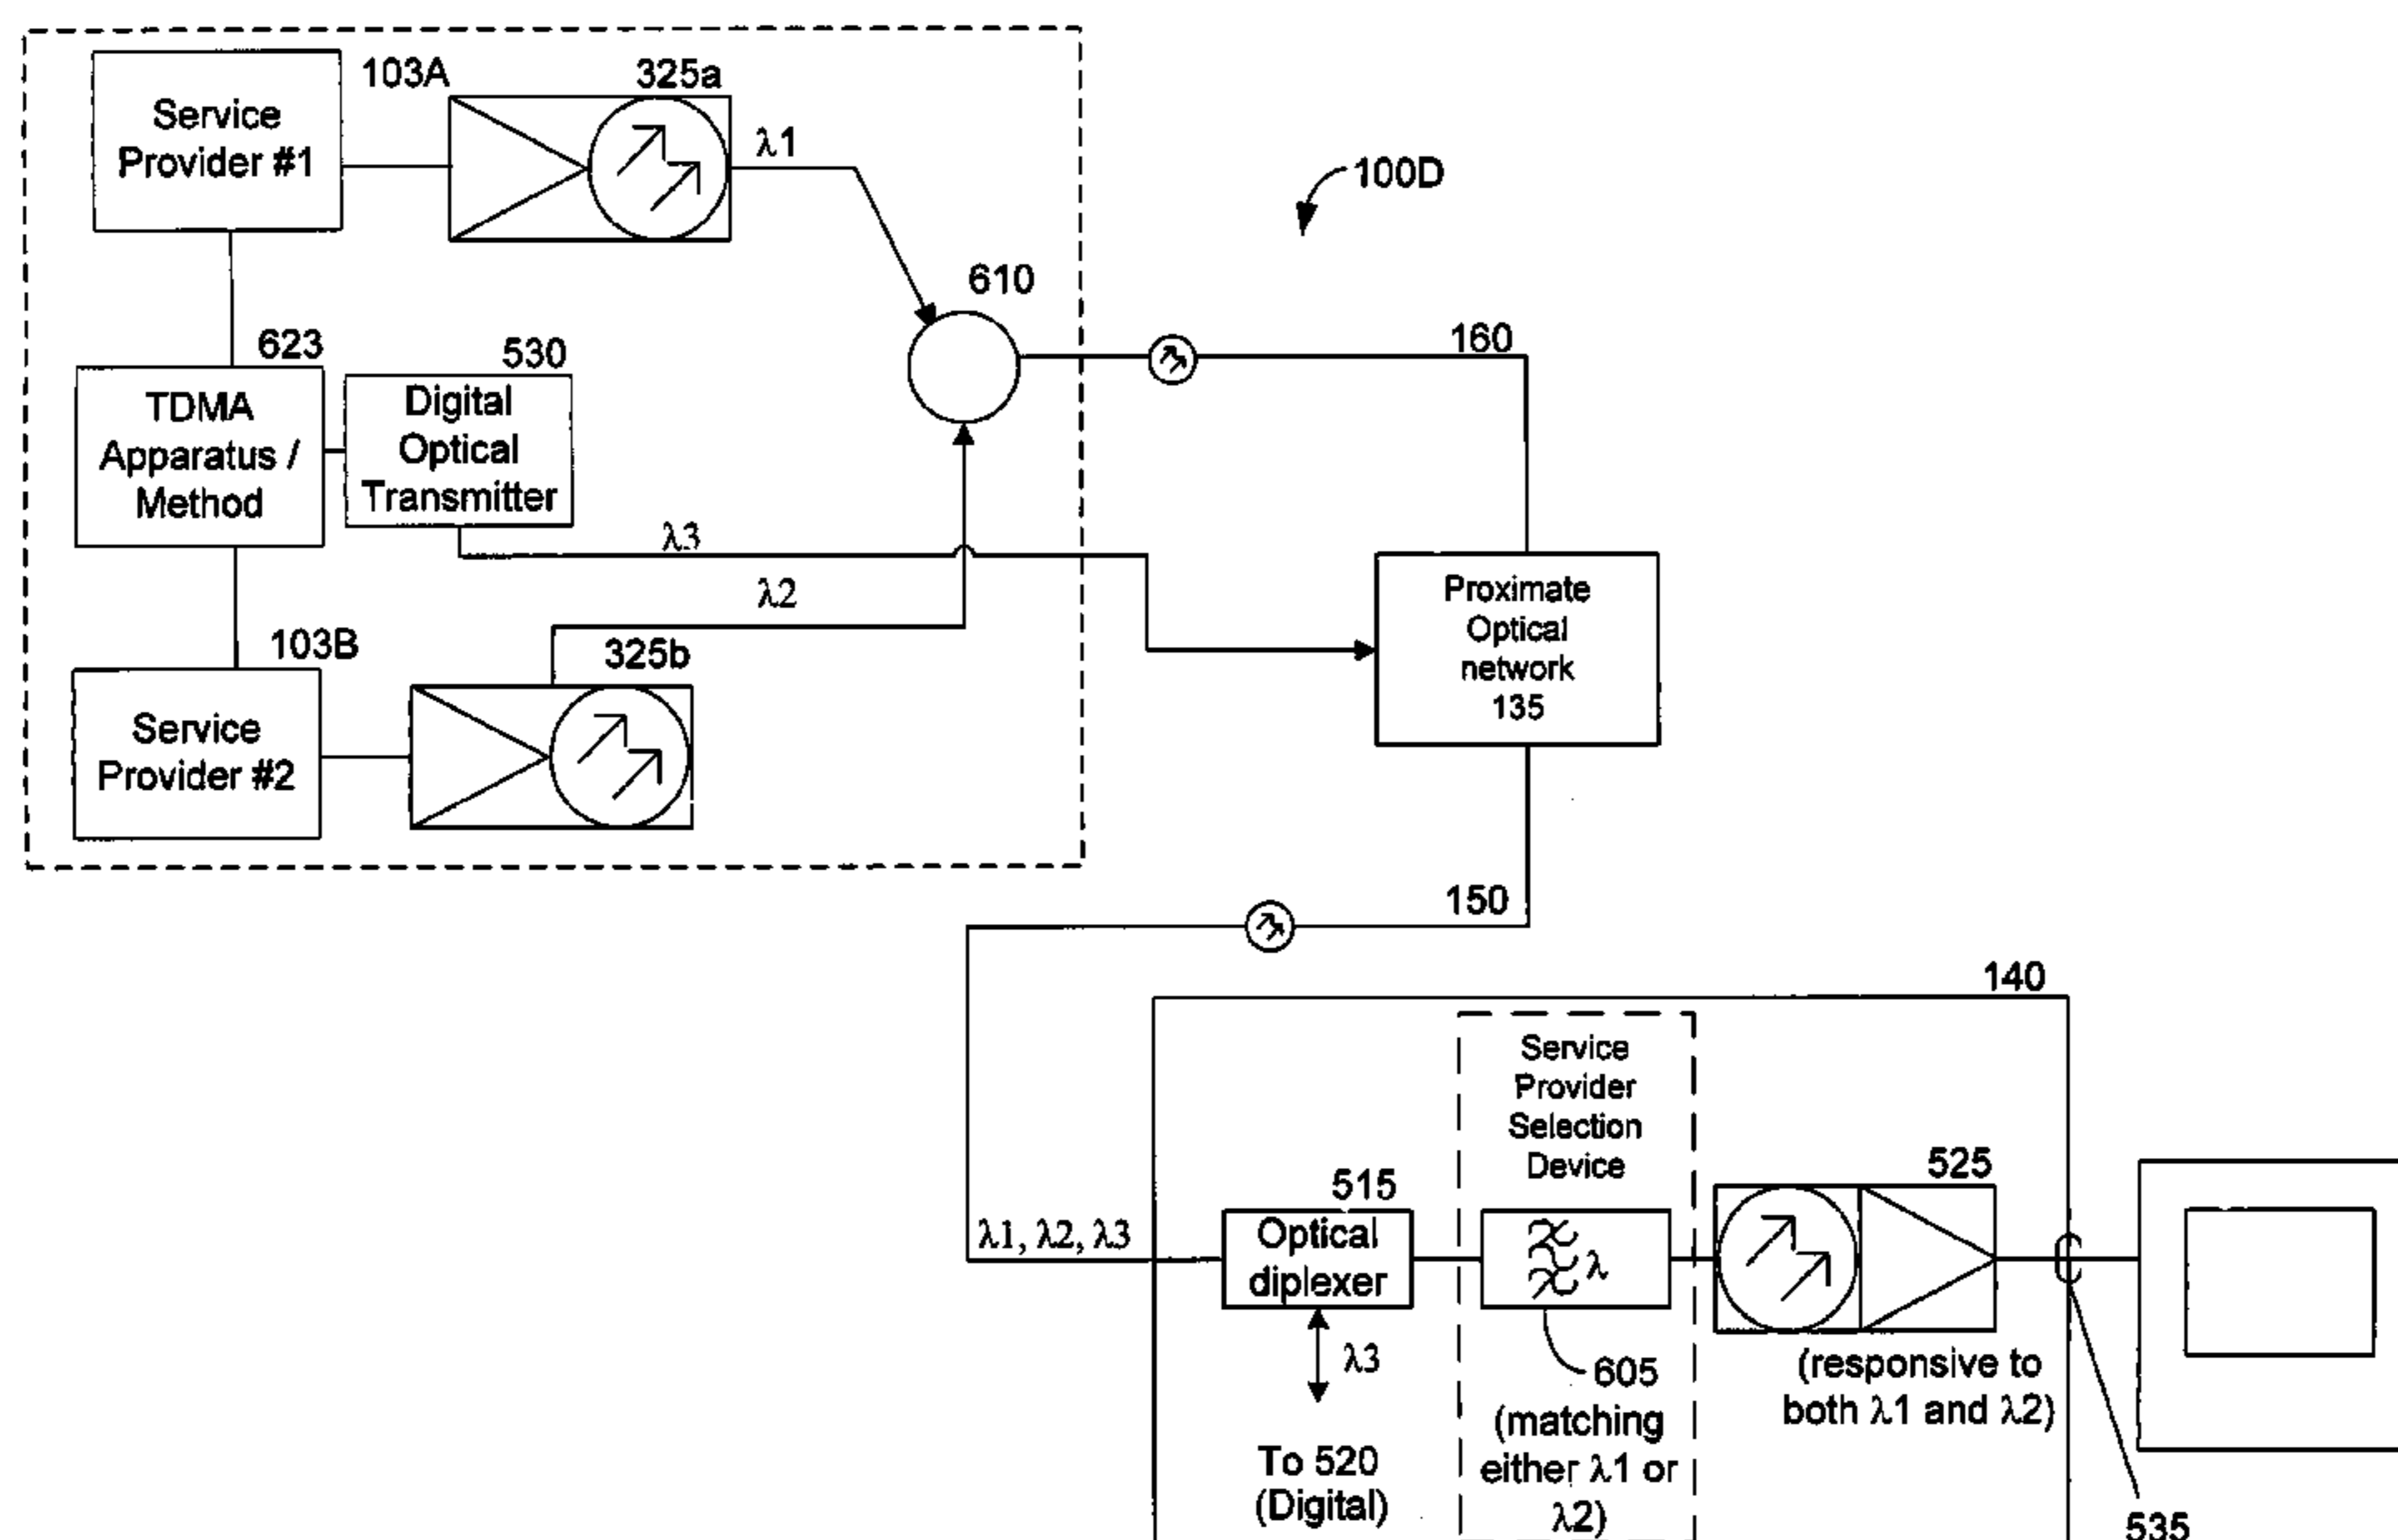 103A
325a
Service
Provider #1
λ1
100D
610
623
530
160
TDMA
Apparatus /
Method
Digital
Optical
Transmitter
λ3
λ2
Proximate
Optical
network
135
103B
325b
Service
Provider #2
150
140
Service
Provider
Selection
Device
525
515
λ1, λ2, λ3
Optical
diplexer
λ
λ3
605
(matching
either λ1 or
λ2)
(responsive to
both λ1 and λ2)
To 520
(Digital)
535